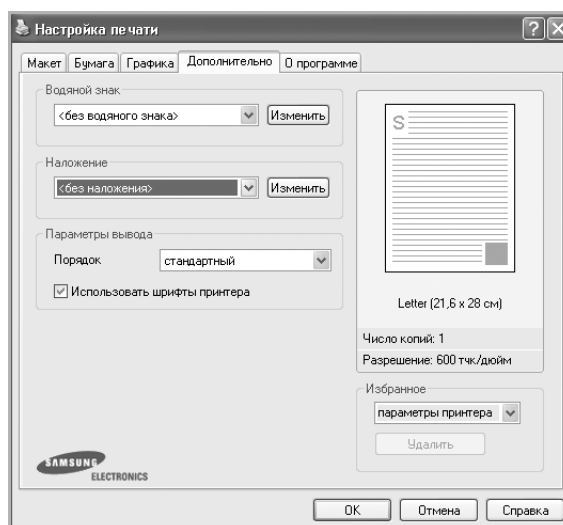 Настройка печати
Макет Бумага Графика Дополнительно О программе
Водяной знак
<без водяного знака> Изменить
Наложение
<без наложения> Изменить
Параметры вывода
Порядок стандартный
Использовать шрифты принтера
S
Letter (21,6 x 28 см)
Число копий: 1
Разрешение: 600 тчк/дюйм
Избранное
параметры принтера
Удалить
SAMSUNG
ELECTRONICS
OK Отмена Справка